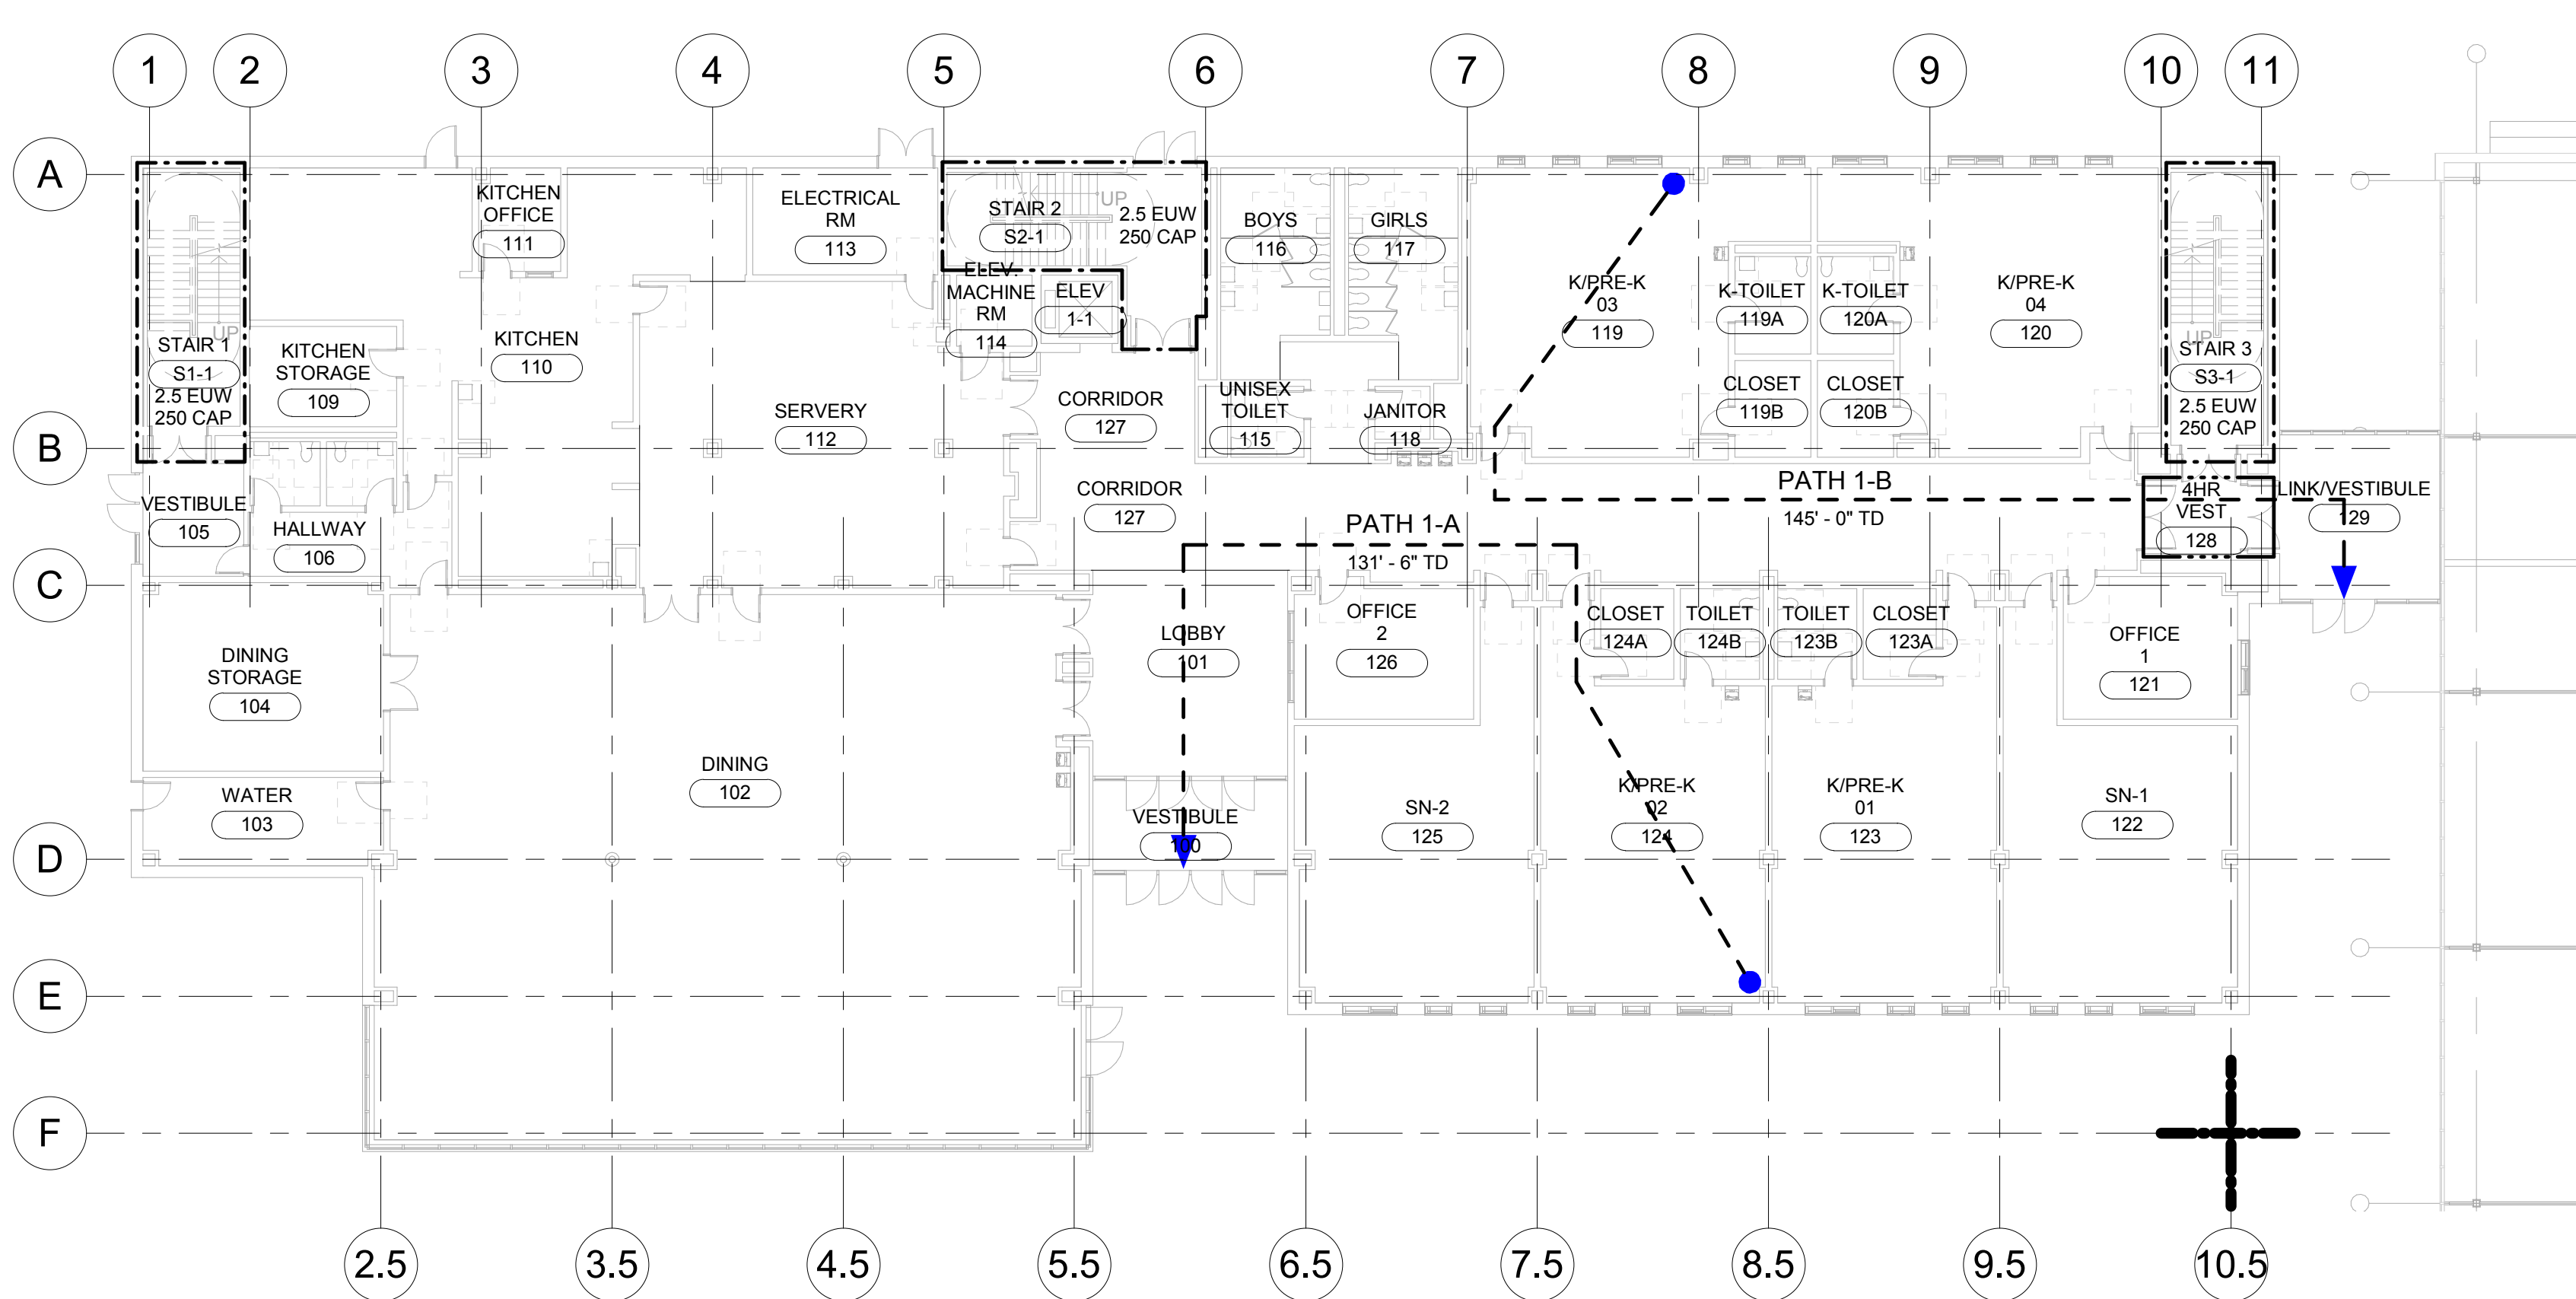 1
2
3
4
5
6
7
8
9
10
11
A
B
C
D
E
F
KITCHEN
OFFICE
111
ELECTRICAL
RM
113
STAIR 2
S2-1
UP
2.5 EUW
250 CAP
BOYS
116
GIRLS
117
K/PRE-K
03
119
K-TOILET
119A
K-TOILET
120A
K/PRE-K
04
120
UP
STAIR 1
S1-1
2.5 EUW
250 CAP
KITCHEN
STORAGE
109
KITCHEN
110
ELEV.
MACHINE
RM
114
ELEV
1-1
UP
STAIR 3
S3-1
2.5 EUW
250 CAP
SERVERY
112
CORRIDOR
127
UNISEX
TOILET
115
JANITOR
118
CLOSET
119B
CLOSET
120B
VESTIBULE
105
HALLWAY
106
CORRIDOR
127
PATH 1-A
131' - 6" TD
PATH 1-B
145' - 0" TD
4HR
VEST
128
LINK/VESTIBULE
129
DINING
STORAGE
104
LOBBY
101
OFFICE
2
126
CLOSET
124A
TOILET
124B
TOILET
123B
CLOSET
123A
OFFICE
1
121
WATER
103
DINING
102
VESTIBULE
100
SN-2
125
K/PRE-K
02
124
K/PRE-K
01
123
SN-1
122
2.5
3.5
4.5
5.5
6.5
7.5
8.5
9.5
10.5